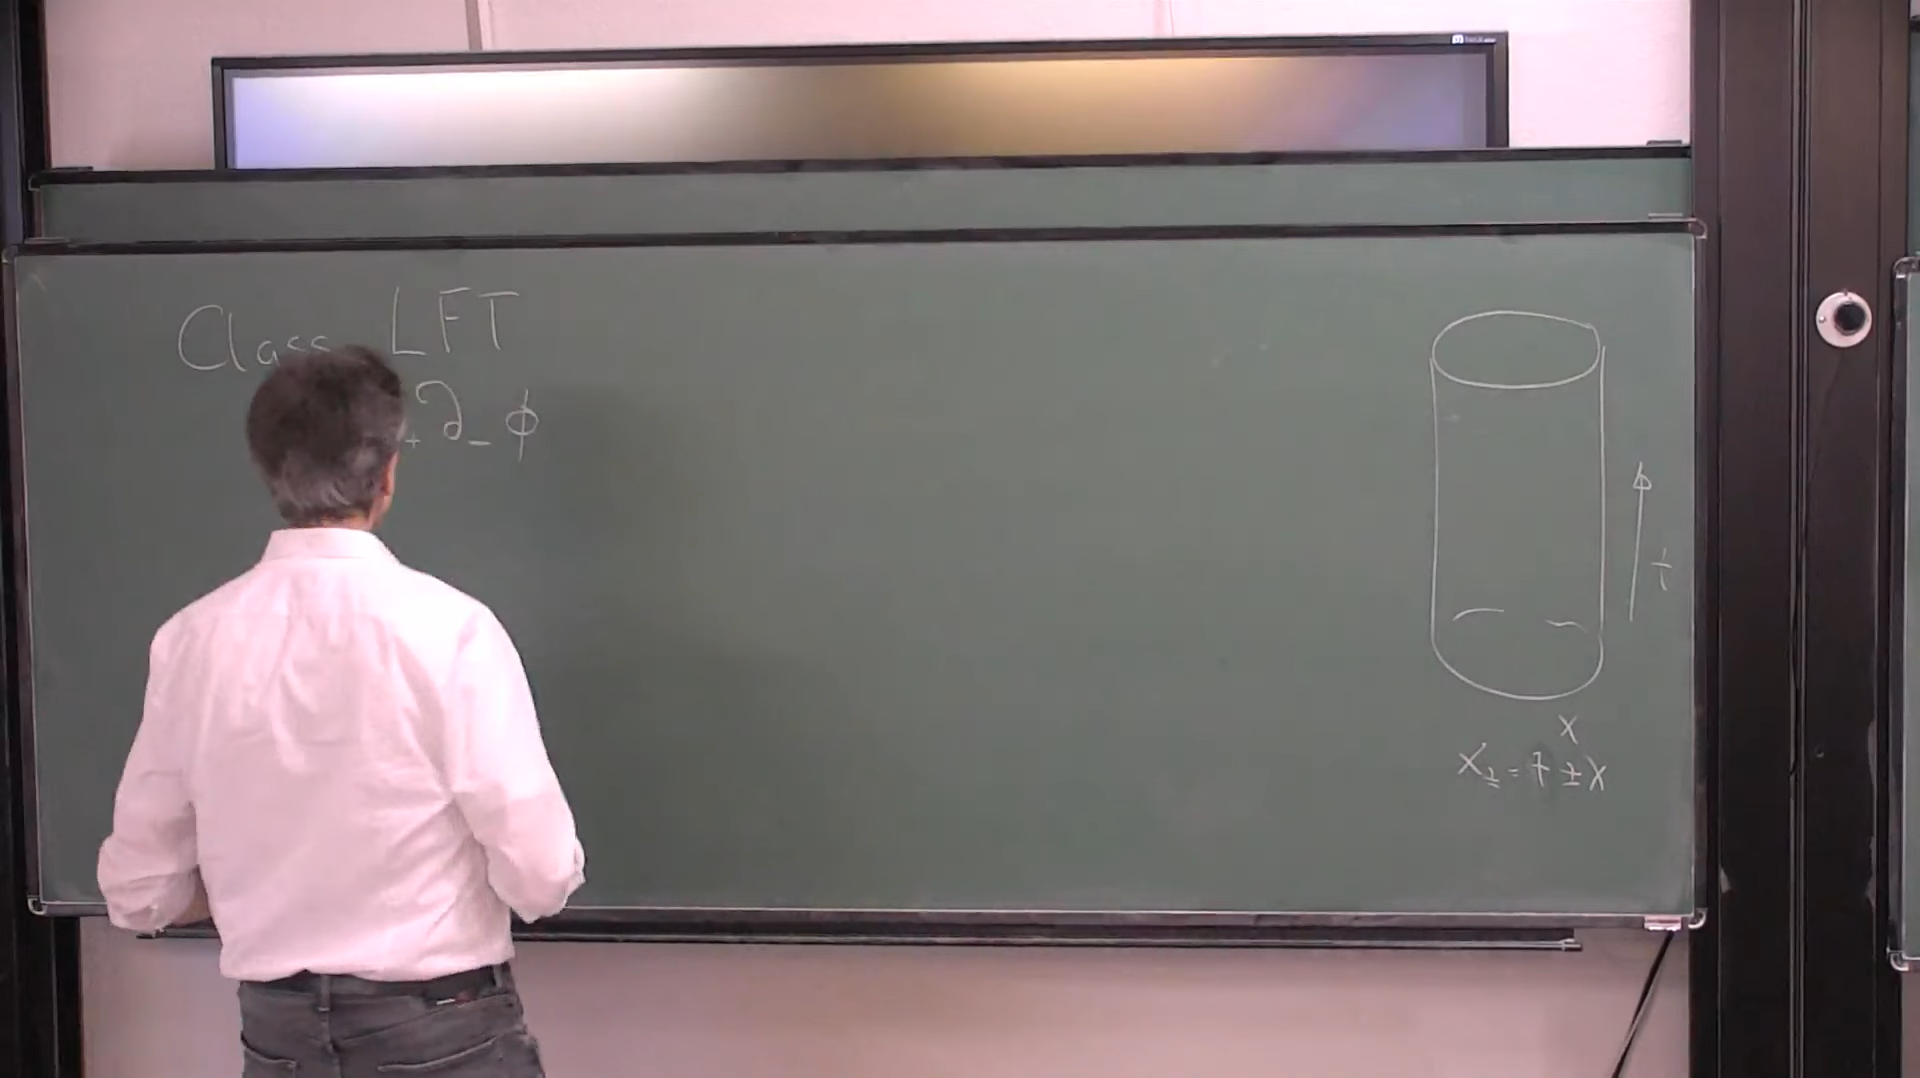 Class LFT
₊∂₋ φ
t
x
x± = t ± x